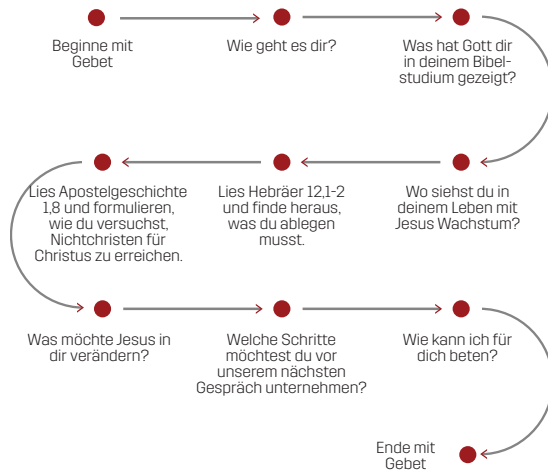 Beginne mit
Gebet
Wie geht es dir?
Was hat Gott dir
in deinem Bibel-
studium gezeigt?
Wo siehst du in
deinem Leben mit
Jesus Wachstum?
Lies Hebräer 12,1-2
und finde heraus,
was du ablegen
musst.
Lies Apostelgeschichte
1,8 und formulieren,
wie du versuchst,
Nichtchristen für
Christus zu erreichen.
Was möchte Jesus in
dir verändern?
Welche Schritte
möchtest du vor
unserem nächsten
Gespräch unternehmen?
Wie kann ich für
dich beten?
Ende mit
Gebet